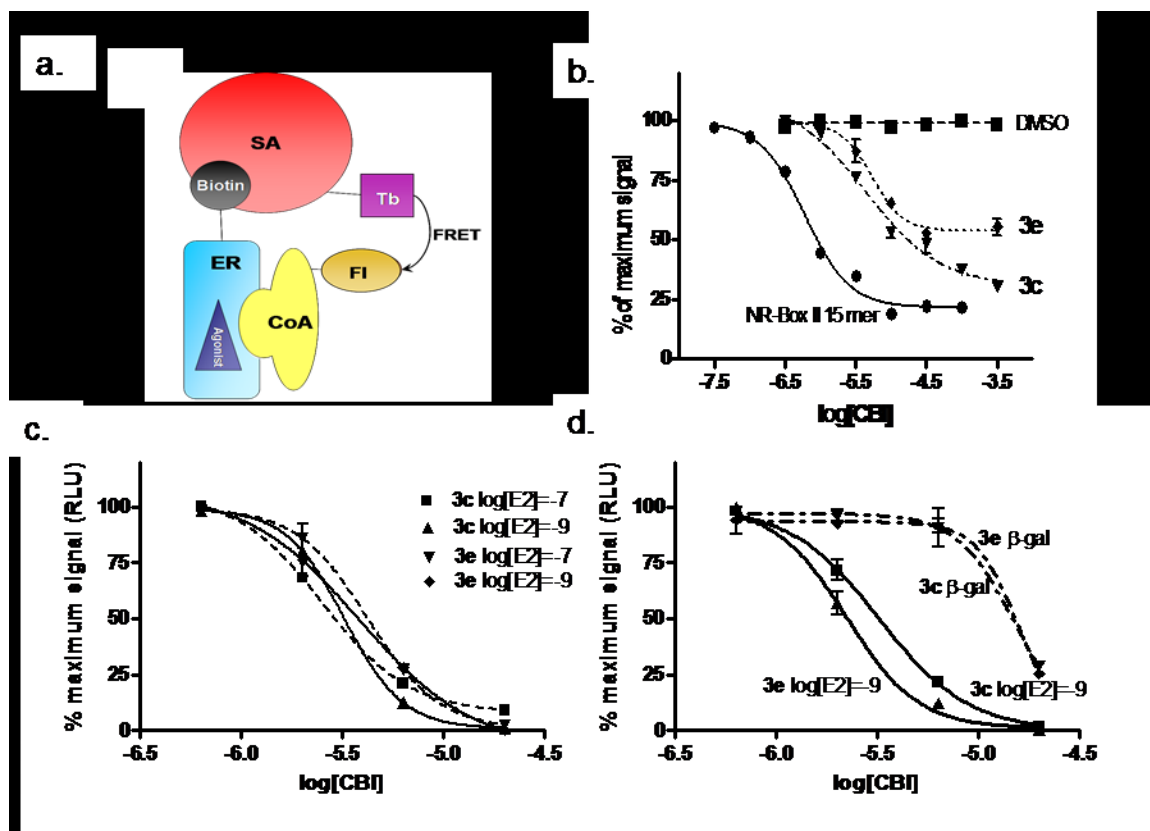 a.
SA
Biotin
Tb
FRET
ER
FI
CoA
Agonist
b.
% of maximum signal
100
75
50
25
0
DMSO
3e
3c
NR-Box II 15 mer
-7.5
-6.5
-5.5
-4.5
-3.5
log[CBI]
c.
% maximum signal (RLU)
100
75
50
25
0
3c log[E2]=-7
3c log[E2]=-9
3e log[E2]=-7
3e log[E2]=-9
-6.5
-6.0
-5.5
-5.0
-4.5
log[CBI]
d.
% maximum signal (RLU)
100
75
50
25
0
3e β-gal
3c β-gal
3e log[E2]=-9
3c log[E2]=-9
-6.5
-6.0
-5.5
-5.0
-4.5
log[CBI]